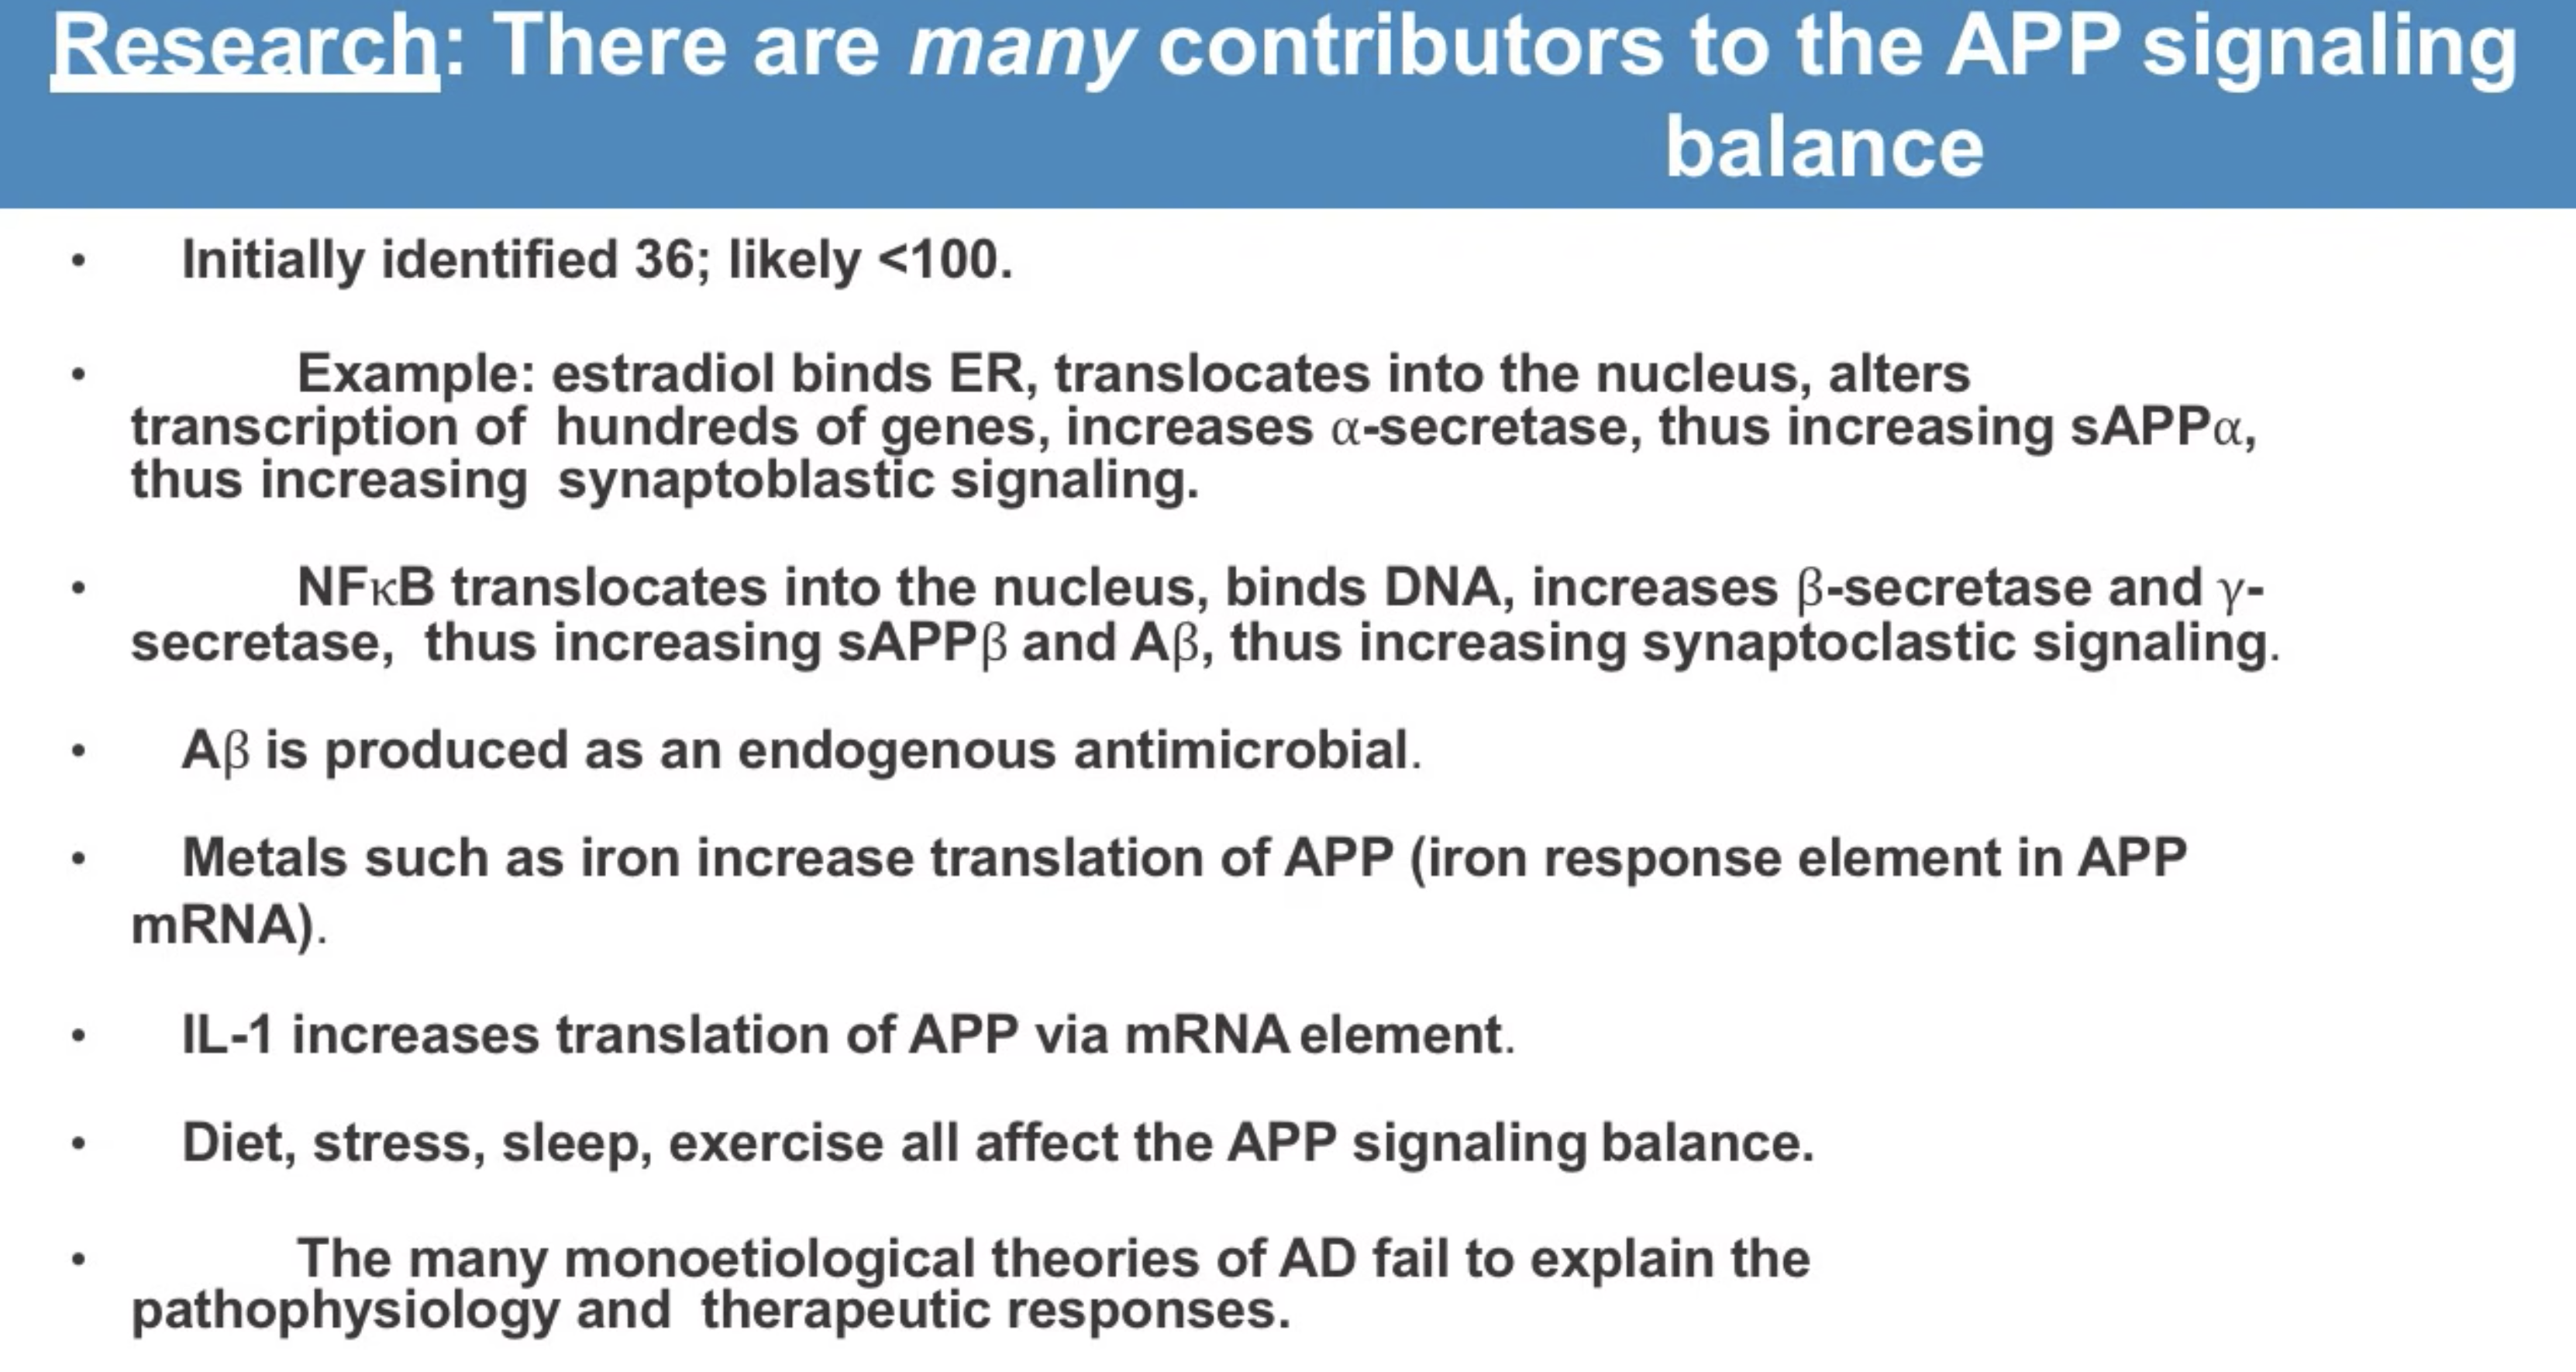 Research: There are many contributors to the APP signaling
balance
• Initially identified 36; likely <100.
• Example: estradiol binds ER, translocates into the nucleus, alters
transcription of hundreds of genes, increases α-secretase, thus increasing sAPPα,
thus increasing synaptoblastic signaling.
• NFκB translocates into the nucleus, binds DNA, increases β-secretase and γ-
secretase, thus increasing sAPPβ and Aβ, thus increasing synaptoclastic signaling.
• Aβ is produced as an endogenous antimicrobial.
• Metals such as iron increase translation of APP (iron response element in APP
mRNA).
• IL-1 increases translation of APP via mRNA element.
• Diet, stress, sleep, exercise all affect the APP signaling balance.
• The many monoetiological theories of AD fail to explain the
pathophysiology and therapeutic responses.